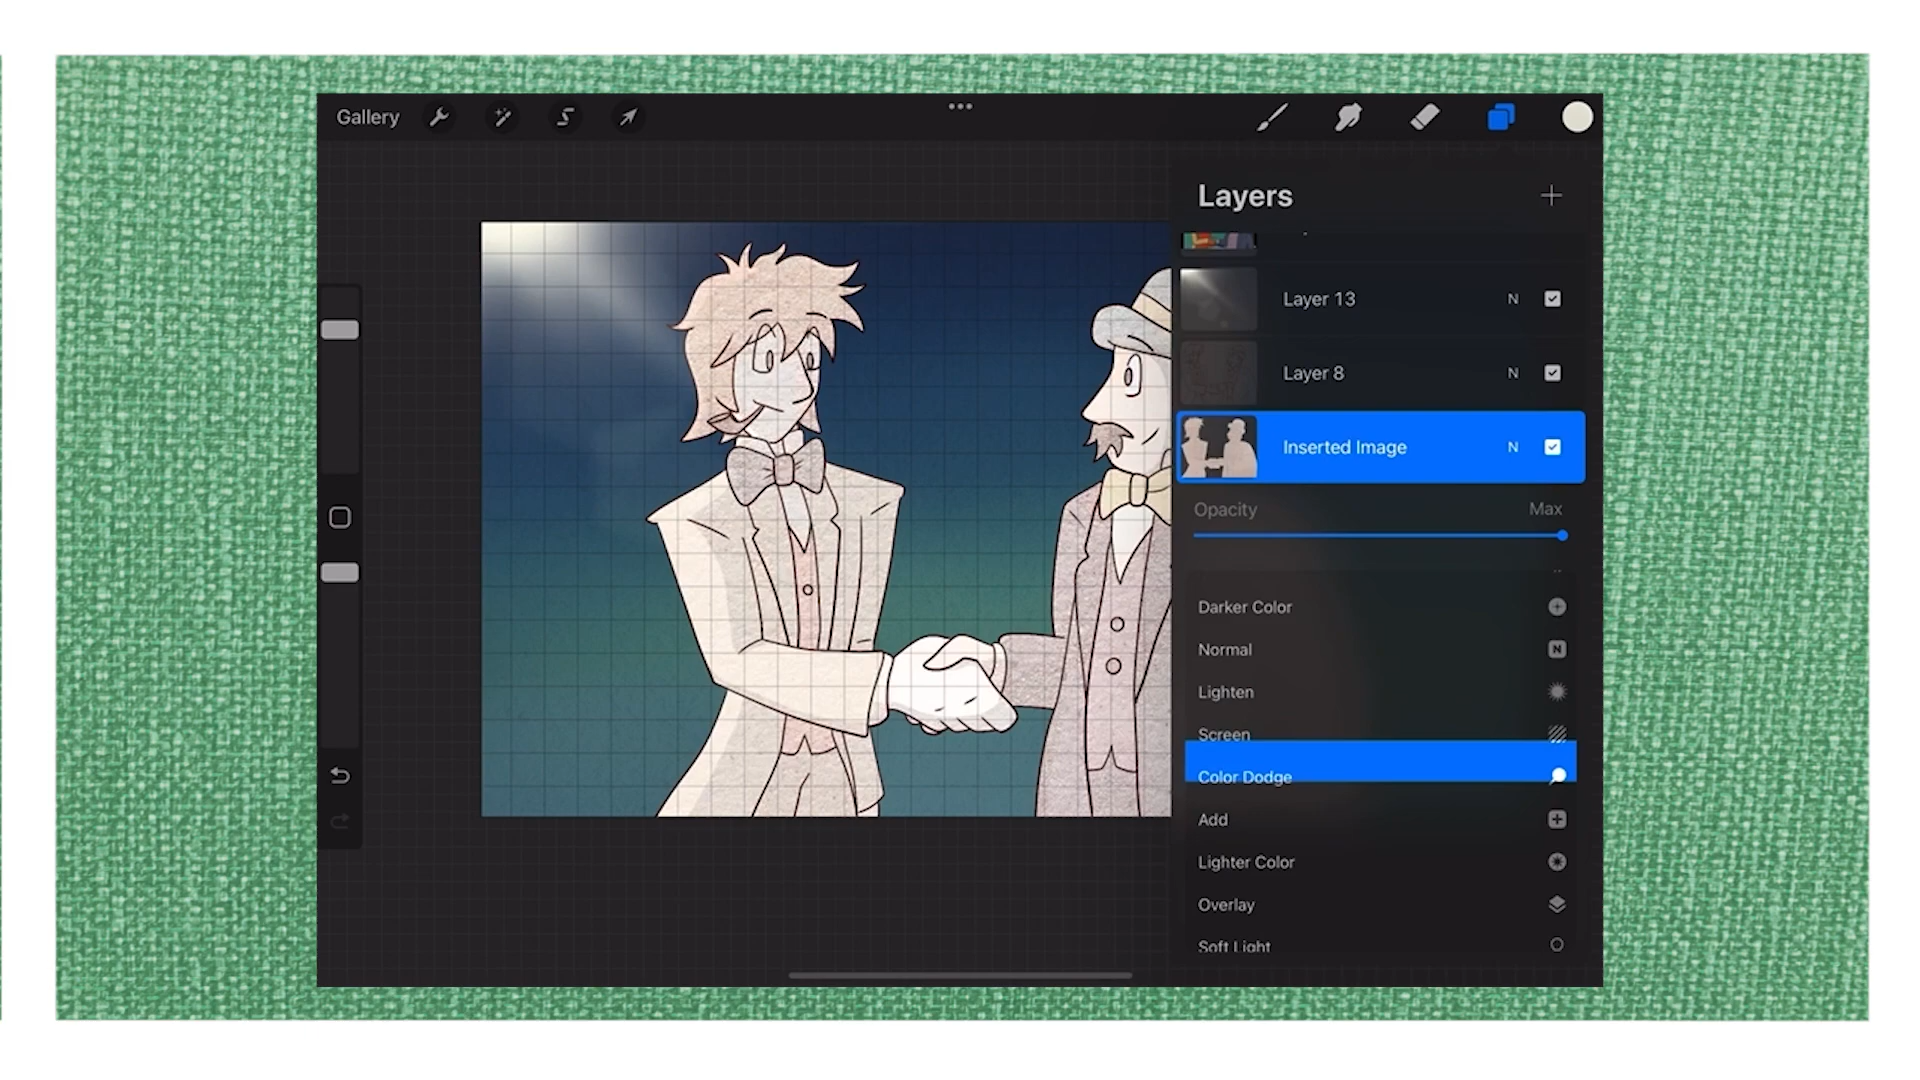 Gallery
Layers
Layer 13 N
Layer 8 N
Inserted Image N
Opacity Max
Darker Color
Normal N
Lighten
Screen
Color Dodge
Add
Lighter Color
Overlay
Soft Light